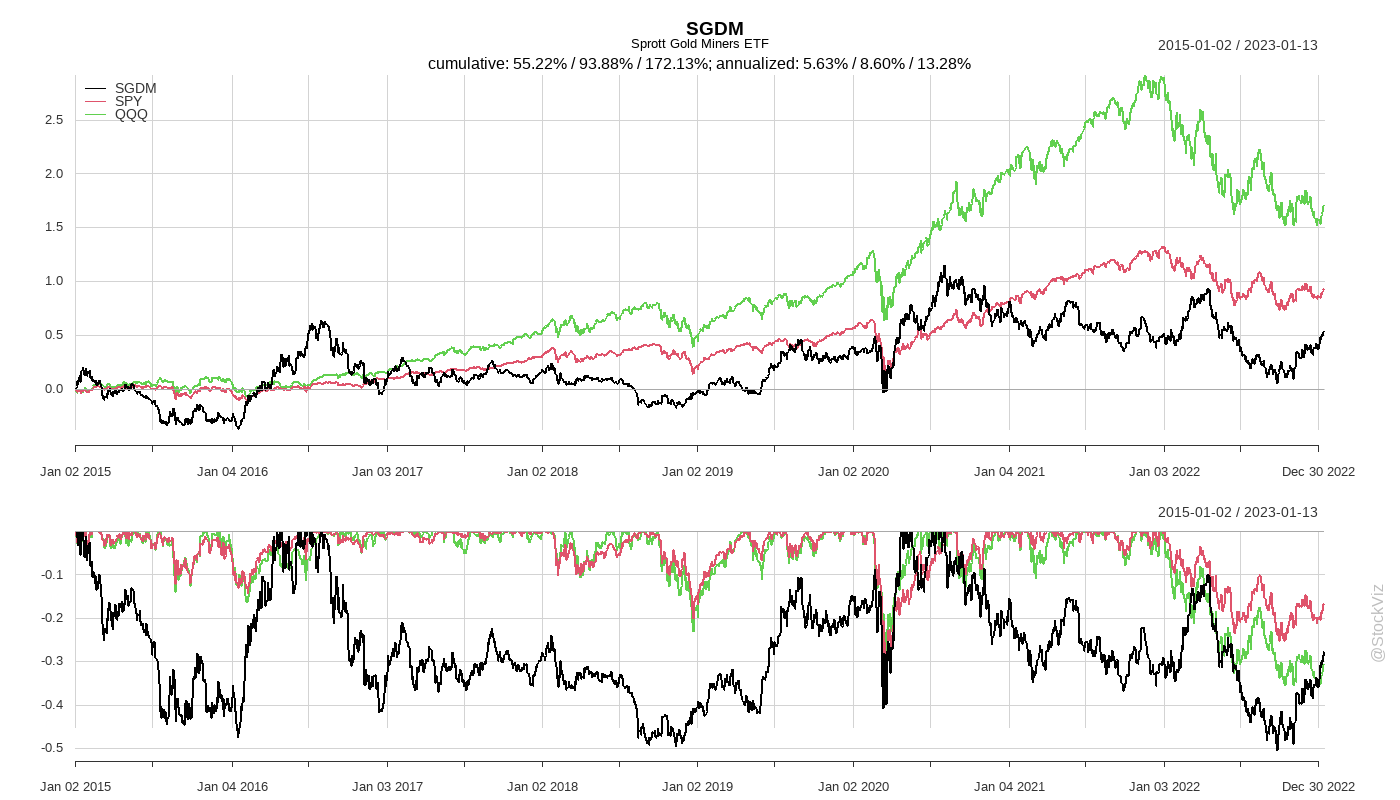 SGDM
Sprott Gold Miners ETF
2015-01-02 / 2023-01-13
cumulative: 55.22% / 93.88% / 172.13%; annualized: 5.63% / 8.60% / 13.28%
SGDM
SPY
QQQ
2.5
2.0
1.5
1.0
0.5
0.0
Jan 02 2015 Jan 04 2016 Jan 03 2017 Jan 02 2018 Jan 02 2019 Jan 02 2020 Jan 04 2021 Jan 03 2022 Dec 30 2022
2015-01-02 / 2023-01-13
-0.1
-0.2
-0.3
-0.4
-0.5
Jan 02 2015 Jan 04 2016 Jan 03 2017 Jan 02 2018 Jan 02 2019 Jan 02 2020 Jan 04 2021 Jan 03 2022 Dec 30 2022
@StockViz